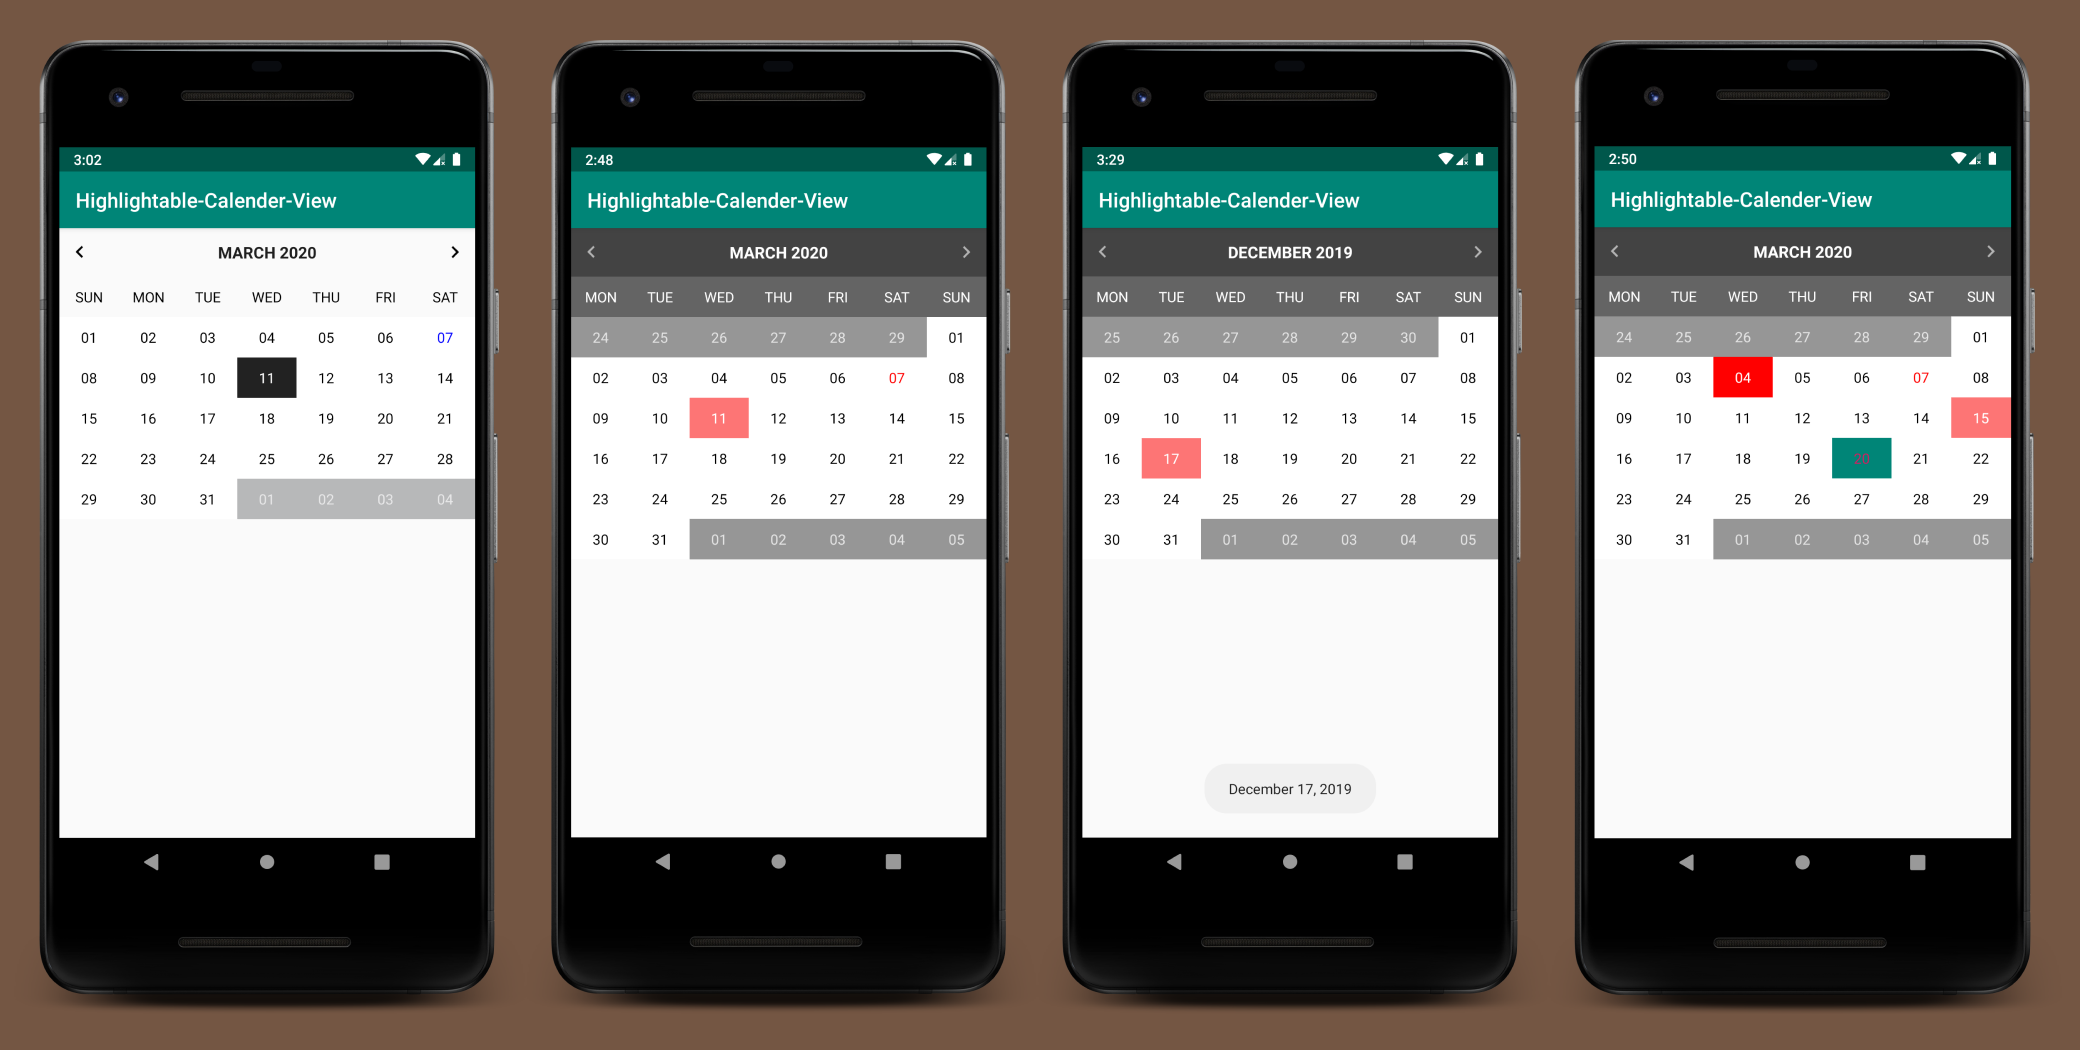 3:02
Highlightable-Calender-View
MARCH 2020
SUN MON TUE WED THU FRI SAT
01 02 03 04 05 06 07
08 09 10 11 12 13 14
15 16 17 18 19 20 21
22 23 24 25 26 27 28
29 30 31 01 02 03 04
2:48
Highlightable-Calender-View
MARCH 2020
MON TUE WED THU FRI SAT SUN
24 25 26 27 28 29 01
02 03 04 05 06 07 08
09 10 11 12 13 14 15
16 17 18 19 20 21 22
23 24 25 26 27 28 29
30 31 01 02 03 04 05
3:29
Highlightable-Calender-View
DECEMBER 2019
MON TUE WED THU FRI SAT SUN
25 26 27 28 29 30 01
02 03 04 05 06 07 08
09 10 11 12 13 14 15
16 17 18 19 20 21 22
23 24 25 26 27 28 29
30 31 01 02 03 04 05
December 17, 2019
2:50
Highlightable-Calender-View
MARCH 2020
MON TUE WED THU FRI SAT SUN
24 25 26 27 28 29 01
02 03 04 05 06 07 08
09 10 11 12 13 14 15
16 17 18 19 20 21 22
23 24 25 26 27 28 29
30 31 01 02 03 04 05